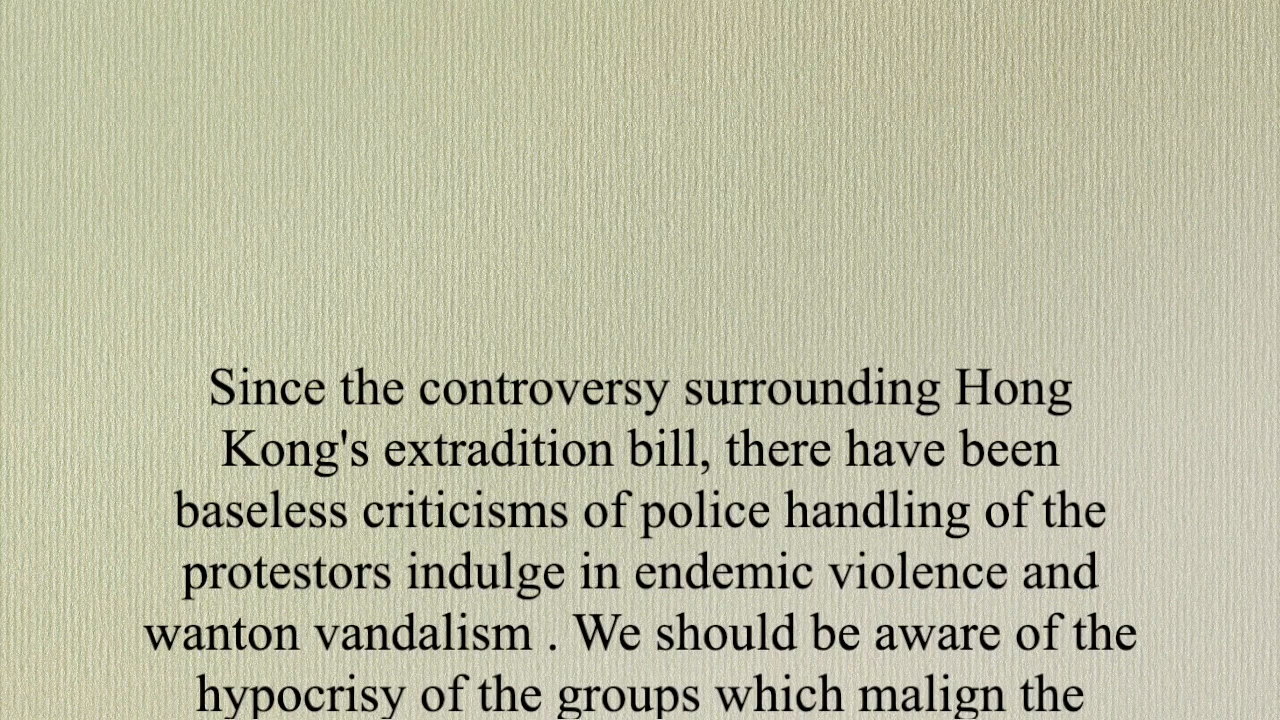 Since the controversy surrounding Hong
Kong's extradition bill, there have been
baseless criticisms of police handling of the
protestors indulge in endemic violence and
wanton vandalism . We should be aware of the
hypocrisy of the groups which malign the